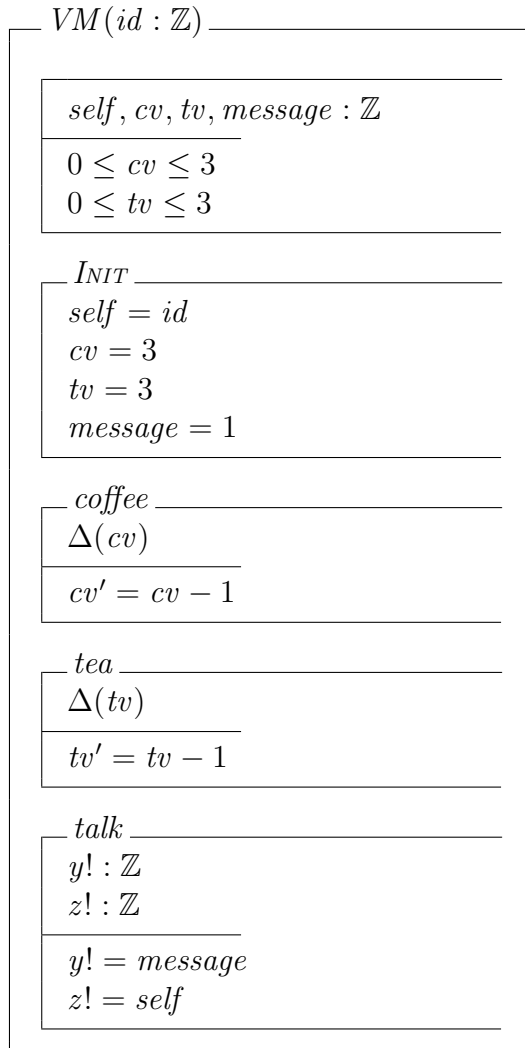 VM(id : ℤ)
self, cv, tv, message : ℤ
0 ≤ cv ≤ 3
0 ≤ tv ≤ 3
INIT
self = id
cv = 3
tv = 3
message = 1
coffee
Δ(cv)
cv′ = cv − 1
tea
Δ(tv)
tv′ = tv − 1
talk
y! : ℤ
z! : ℤ
y! = message
z! = self